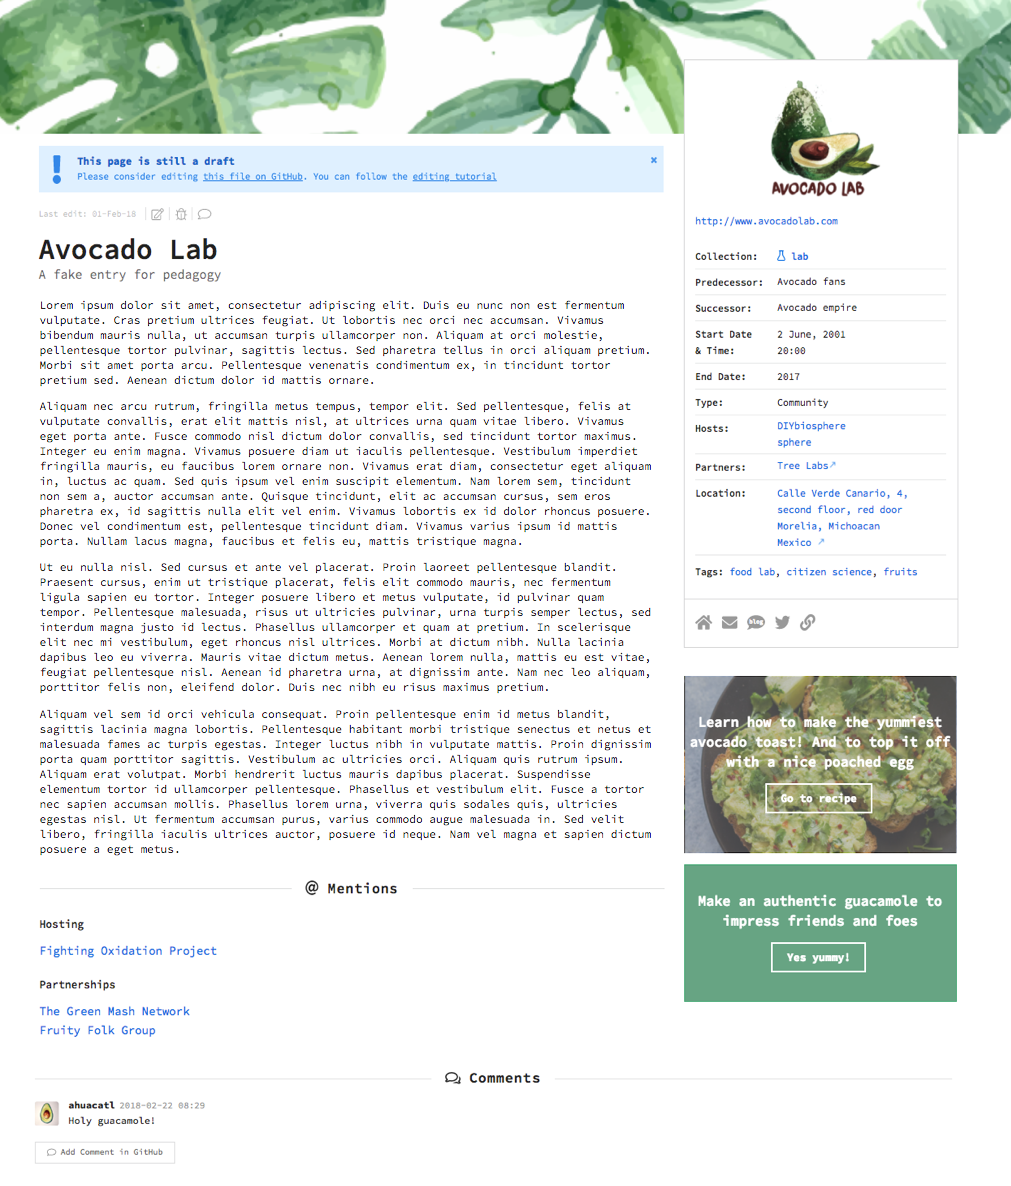 This page is still a draft
×
Please consider editing this file on GitHub. You can follow the editing tutorial
Last edit: 01-Feb-18
Avocado Lab
A fake entry for pedagogy
Lorem ipsum dolor sit amet, consectetur adipiscing elit. Duis eu nunc non est fermentum
vulputate. Cras pretium ultrices feugiat. Ut lobortis nec orci nec accumsan. Vivamus
bibendum mauris nulla, ut accumsan turpis ullamcorper non. Aliquam at orci molestie,
pellentesque tortor pulvinar, sagittis lectus. Sed pharetra tellus in orci aliquam pretium.
Morbi sit amet porta arcu. Pellentesque venenatis condimentum ex, in tincidunt tortor
pretium sed. Aenean dictum dolor id mattis ornare.
Aliquam nec arcu rutrum, fringilla metus tempus, tempor elit. Sed pellentesque, felis at
vulputate convallis, erat elit mattis nisl, at ultrices urna quam vitae libero. Vivamus
eget porta ante. Fusce commodo nisl dictum dolor convallis, sed tincidunt tortor maximus.
Integer eu enim magna. Vivamus posuere diam ut iaculis pellentesque. Vestibulum imperdiet
fringilla mauris, eu faucibus lorem ornare non. Vivamus erat diam, consectetur eget aliquam
in, luctus ac quam. Sed quis ipsum vel enim suscipit elementum. Nam lorem sem, tincidunt
non sem a, auctor accumsan ante. Quisque tincidunt, elit ac accumsan cursus, sem eros
pharetra ex, id sagittis nulla elit vel enim. Vivamus lobortis ex id dolor rhoncus posuere.
Donec vel condimentum est, pellentesque tincidunt diam. Vivamus varius ipsum id mattis
porta. Nullam lacus magna, faucibus et felis eu, mattis tristique magna.
Ut eu nulla nisl. Sed cursus et ante vel placerat. Proin laoreet pellentesque blandit.
Praesent cursus, enim ut tristique placerat, felis elit commodo mauris, nec fermentum
ligula sapien eu tortor. Integer posuere libero et metus vulputate, id pulvinar quam
tempor. Pellentesque malesuada, risus ut ultricies pulvinar, urna turpis semper lectus, sed
interdum magna justo id lectus. Phasellus ullamcorper et quam at pretium. In scelerisque
elit nec mi vestibulum, eget rhoncus nisl ultrices. Morbi at dictum nibh. Nulla lacinia
dapibus leo eu viverra. Mauris vitae dictum metus. Aenean lorem nulla, mattis eu est vitae,
feugiat pellentesque nisl. Aenean id pharetra urna, at dignissim ante. Nam nec leo aliquam,
porttitor felis non, eleifend dolor. Duis nec nibh eu risus maximus pretium.
Aliquam vel sem id orci vehicula consequat. Proin pellentesque enim id metus blandit,
sagittis lacinia magna lobortis. Pellentesque habitant morbi tristique senectus et netus et
malesuada fames ac turpis egestas. Integer luctus nibh in vulputate mattis. Proin dignissim
porta quam porttitor sagittis. Vestibulum ac ultricies orci. Aliquam quis rutrum ipsum.
Aliquam erat volutpat. Morbi hendrerit luctus mauris dapibus placerat. Suspendisse
elementum tortor id ullamcorper pellentesque. Phasellus et vestibulum elit. Fusce a tortor
nec sapien accumsan mollis. Phasellus lorem urna, viverra quis sodales quis, ultricies
egestas nisl. Ut fermentum accumsan purus, varius commodo augue malesuada in. Sed velit
libero, fringilla iaculis ultrices auctor, posuere id neque. Nam vel magna et sapien dictum
posuere a eget metus.
@ Mentions
Hosting
Fighting Oxidation Project
Partnerships
The Green Mash Network
Fruity Folk Group
AVOCADO LAB
http://www.avocadolab.com
Collection: lab
Predecessor: Avocado fans
Successor: Avocado empire
Start Date 2 June, 2001
& Time: 20:00
End Date: 2017
Type: Community
Hosts: DIYbiosphere
sphere
Partners: Tree Labs
Location: Calle Verde Canario, 4,
second floor, red door
Morelia, Michoacan
Mexico
Tags: food lab, citizen science, fruits
blog
Learn how to make the yummiest
avocado toast! And to top it off
with a nice poached egg
Go to recipe
Make an authentic guacamole to
impress friends and foes
Yes yummy!
Comments
ahuacatl 2018-02-22 08:29
Holy guacamole!
Add Comment in GitHub